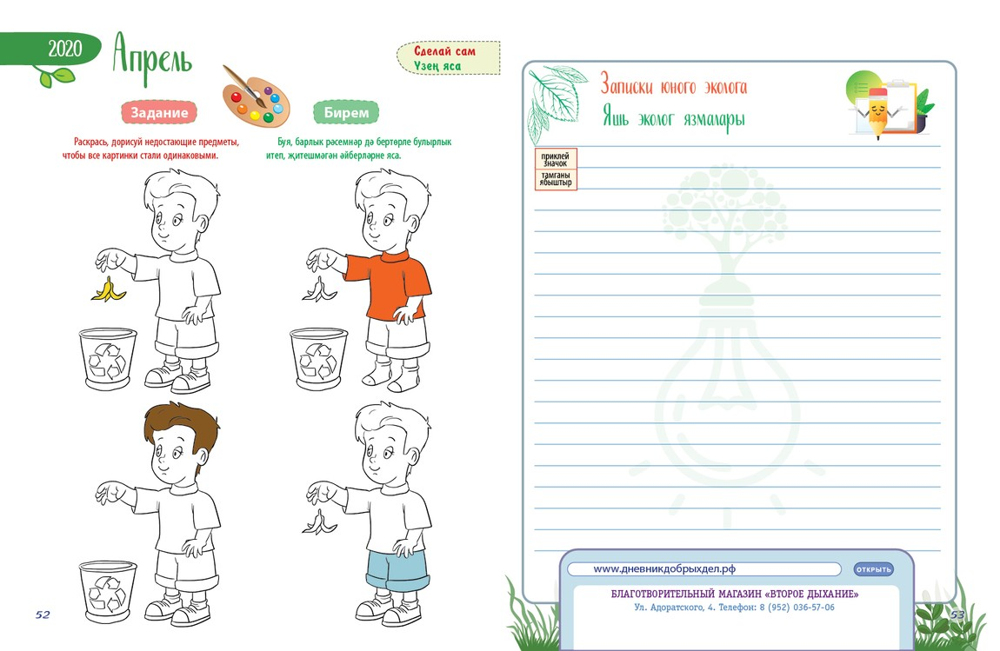 2020
Апрель
Сделай сам
Үзең яса
Задание
Раскрась, дорисуй недостающие предметы,
чтобы все картинки стали одинаковыми.
Бирем
Буя, барлык рәсемнәр дә бертөрле булырлык
итеп, җитешмәгән әйберләрне яса.
52
Записки юного эколога
Яшь эколог язмалары
приклей
значок
тамганы
ябыштыр
www.дневникдобрыхдел.рф
ОТКРЫТЬ
БЛАГОТВОРИТЕЛЬНЫЙ МАГАЗИН «ВТОРОЕ ДЫХАНИЕ»
Ул. Адоратского, 4. Телефон: 8 (952) 036-57-06
53